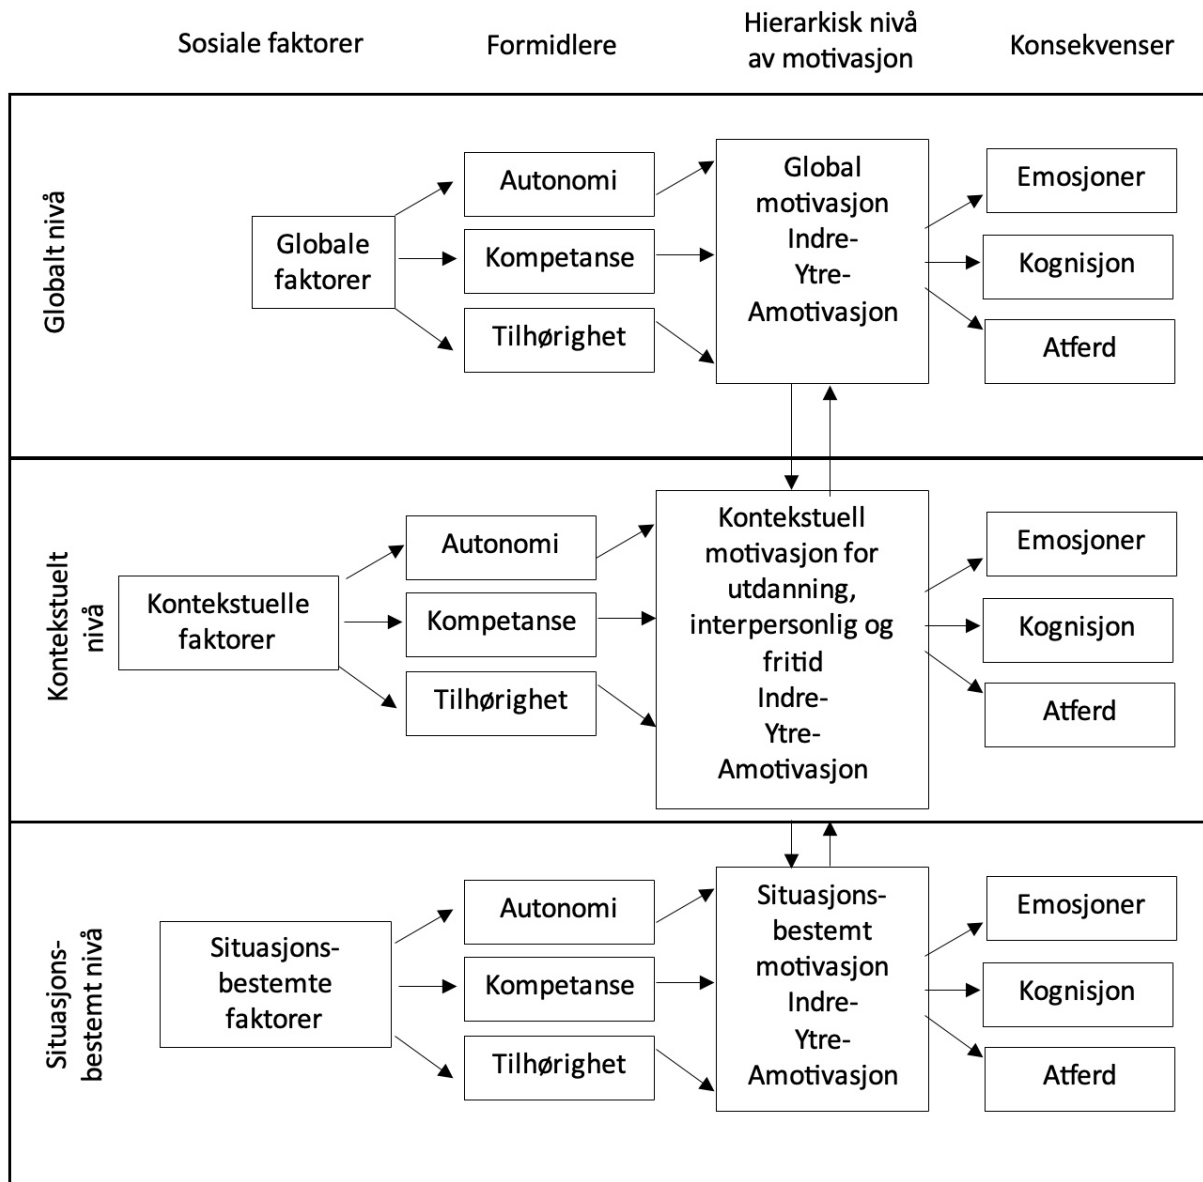 Sosiale faktorer
Formidlere
Hierarkisk nivå
av motivasjon
Konsekvenser
Globalt nivå
Globale
faktorer
Autonomi
Kompetanse
Tilhørighet
Global
motivasjon
Indre-
Ytre-
Amotivasjon
Emosjoner
Kognisjon
Atferd
Kontekstuelt
nivå
Kontekstuelle
faktorer
Autonomi
Kompetanse
Tilhørighet
Kontekstuell
motivasjon for
utdanning,
interpersonlig og
fritid
Indre-
Ytre-
Amotivasjon
Emosjoner
Kognisjon
Atferd
Situasjons-
bestemt nivå
Situasjons-
bestemte
faktorer
Autonomi
Kompetanse
Tilhørighet
Situasjons-
bestemt
motivasjon
Indre-
Ytre-
Amotivasjon
Emosjoner
Kognisjon
Atferd